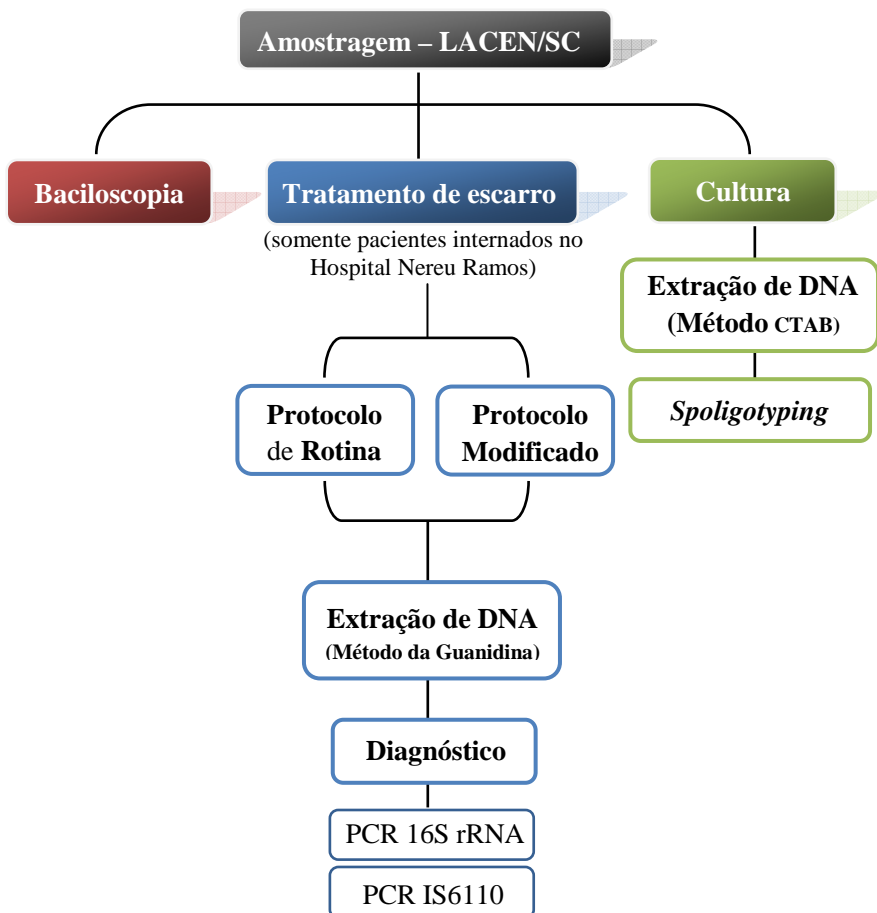 Amostragem – LACEN/SC
Baciloscopia
Tratamento de escarro
(somente pacientes internados no
Hospital Nereu Ramos)
Cultura
Extração de DNA
(Método CTAB)
Spoligotyping
Protocolo
de Rotina
Protocolo
Modificado
Extração de DNA
(Método da Guanidina)
Diagnóstico
PCR 16S rRNA
PCR IS6110